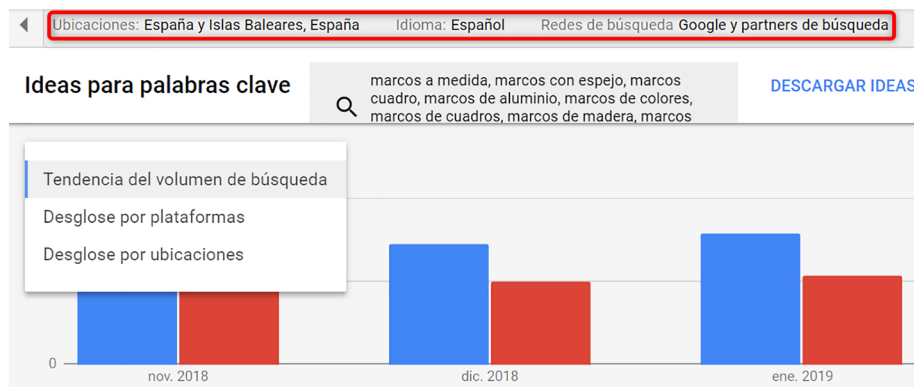 Ubicaciones: España y Islas Baleares, España Idioma: Español Redes de búsqueda Google y partners de búsqueda
Ideas para palabras clave
marcos a medida, marcos con espejo, marcos
cuadro, marcos de aluminio, marcos de colores,
marcos de cuadros, marcos de madera, marcos
DESCARGAR IDEAS
Tendencia del volumen de búsqueda
Desglose por plataformas
Desglose por ubicaciones
0
nov. 2018 dic. 2018 ene. 2019